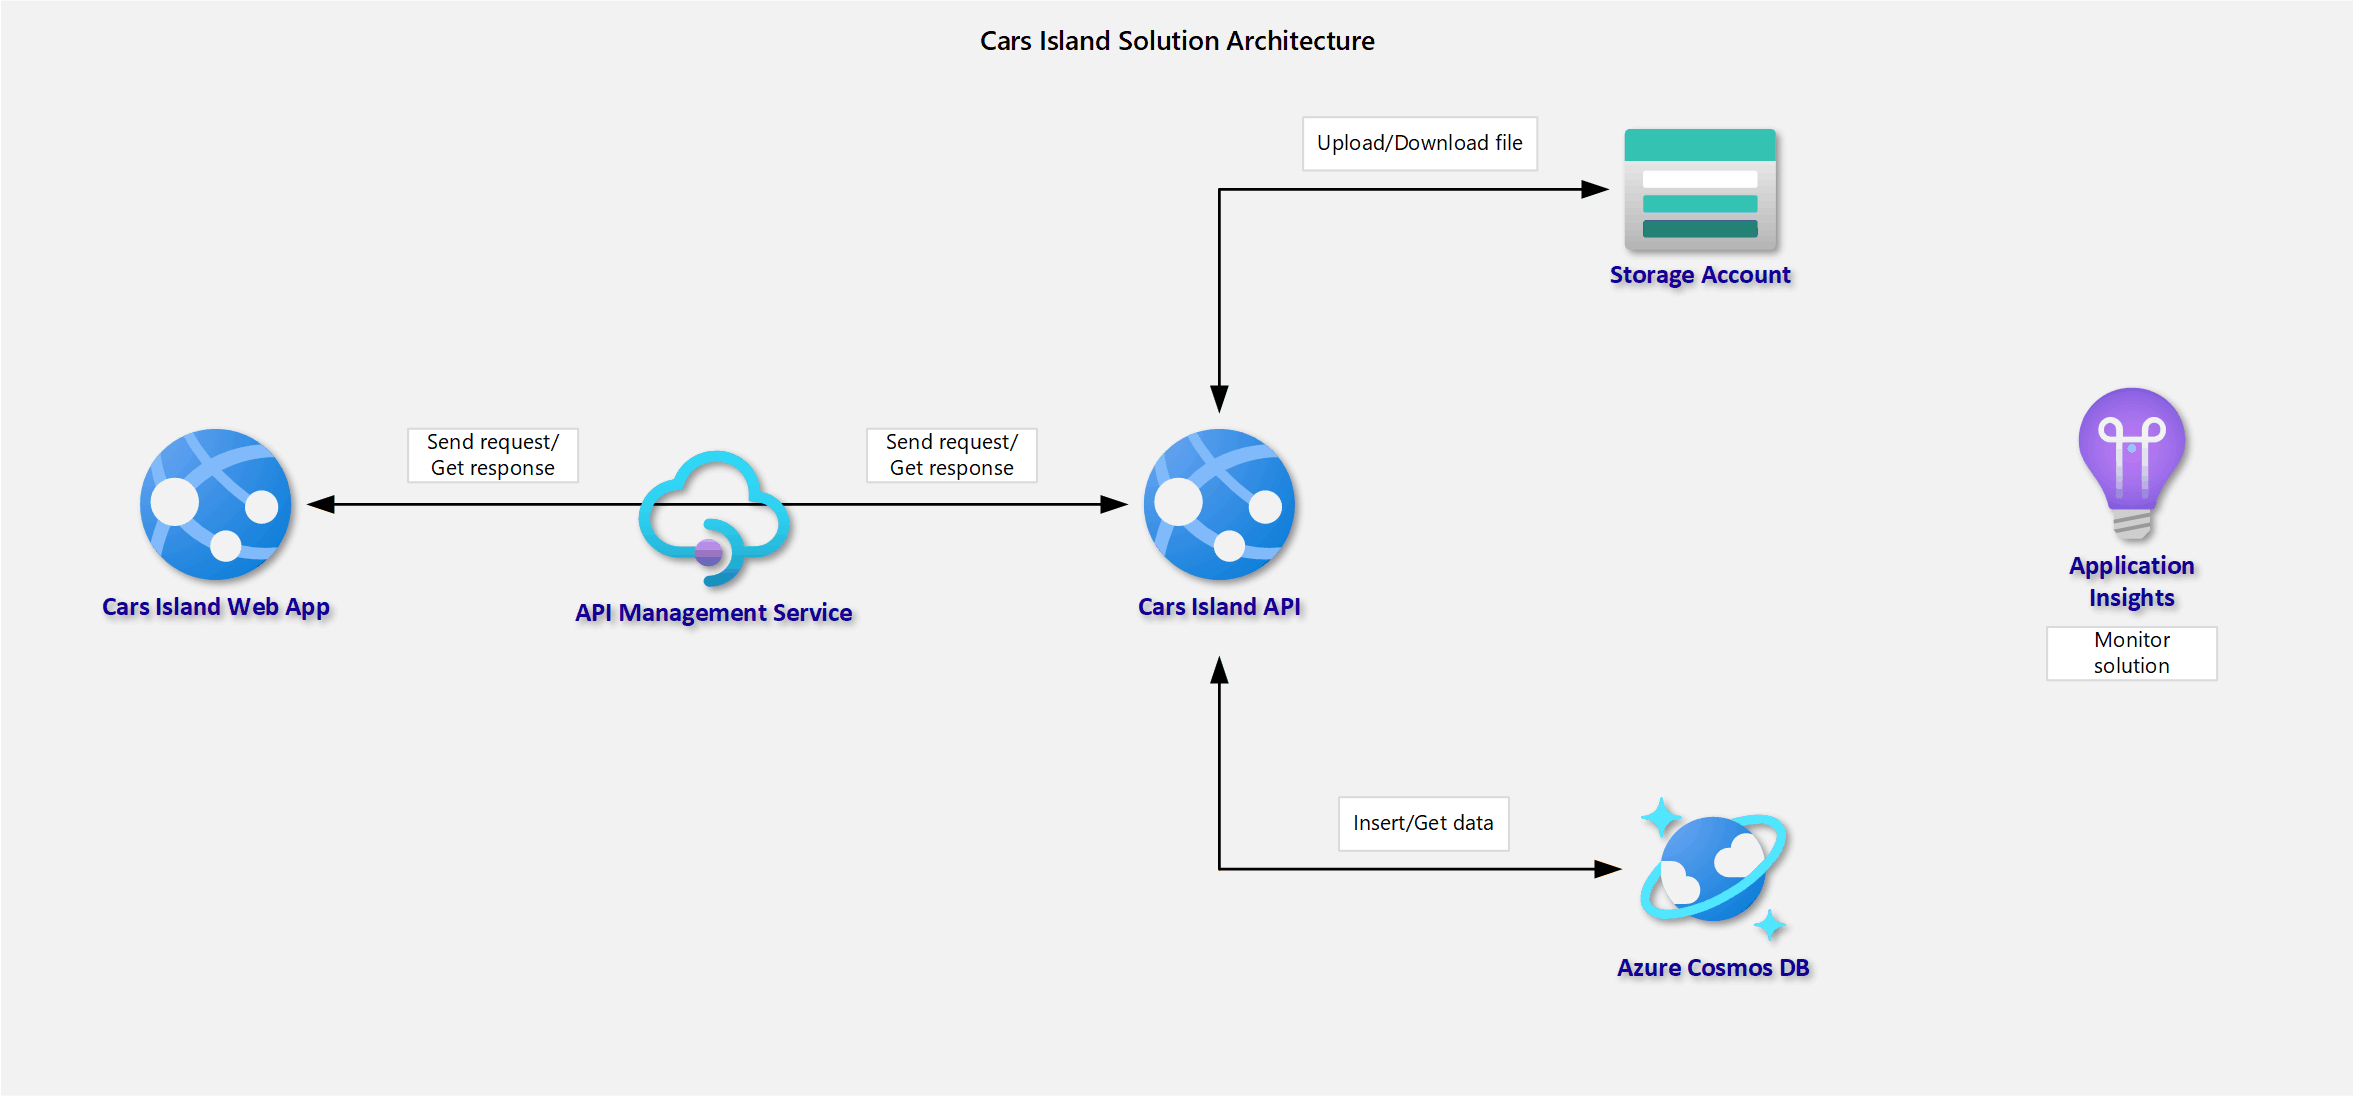 Cars Island Solution Architecture
Upload/Download file
Storage Account
Send request/
Get response
Send request/
Get response
Cars Island Web App
API Management Service
Cars Island API
Application
Insights
Monitor
solution
Insert/Get data
Azure Cosmos DB